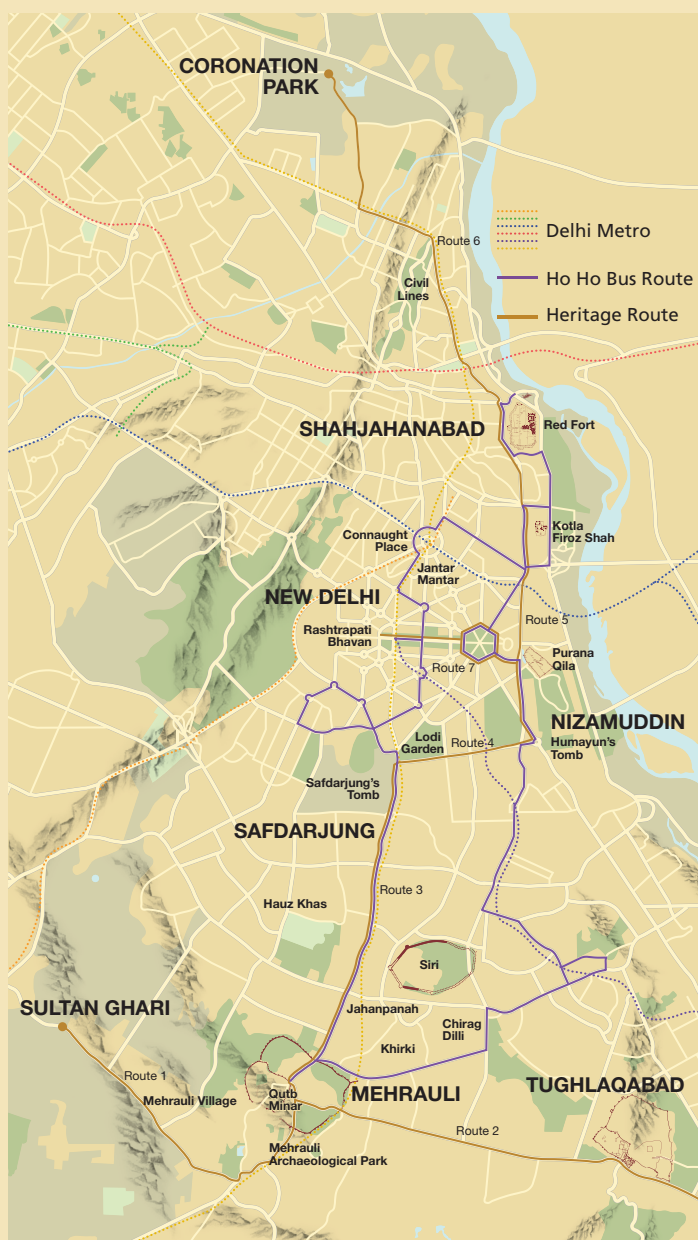 CORONATION
PARK
Route 6
Delhi Metro
Ho Ho Bus Route
Heritage Route
Civil
Lines
SHAHJAHANABAD
Red Fort
Connaught
Place
Kotla
Firoz Shah
Jantar
Mantar
NEW DELHI
Rashtrapati
Bhavan
Route 5
Purana
Qila
Route 7
NIZAMUDDIN
Humayun's
Tomb
Lodi
Garden
Route 4
Safdarjung's
Tomb
SAFDARJUNG
Route 3
Hauz Khas
Siri
SULTAN GHARI
Jahanpanah
Chirag
Dilli
Khirki
Route 1
Mehrauli Village
Qutb
Minar
MEHRAULI
TUGHLAQABAD
Route 2
Mehrauli
Archaeological Park